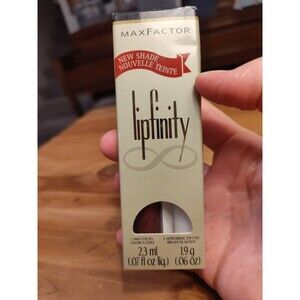 MAXFACTOR
NEW SHADE
NOUVELLE TEINTE
lipfinity
2.3 ml
(.07 fl oz liq.)
1.9 g
(.06 oz)